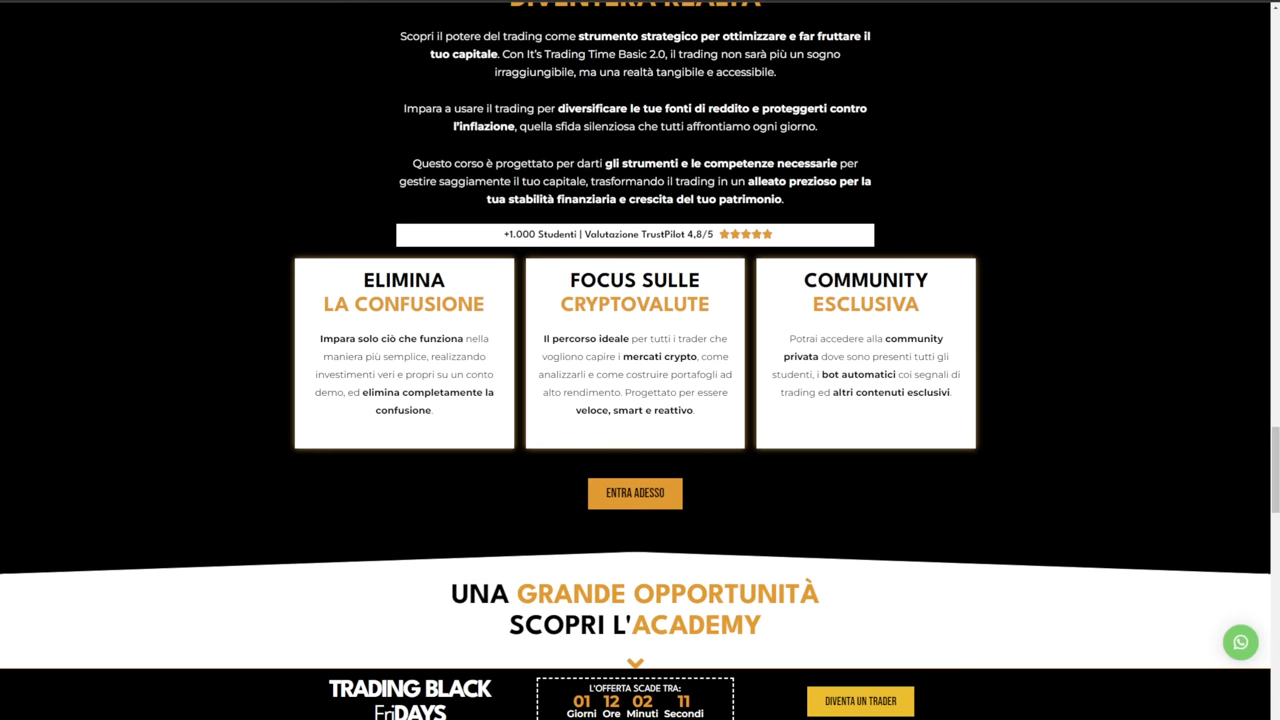 DIVENTERÀ REALTÀ
Scopri il potere del trading come strumento strategico per ottimizzare e far fruttare il
tuo capitale. Con It's Trading Time Basic 2.0, il trading non sarà più un sogno
irraggiungibile, ma una realtà tangibile e accessibile.
Impara a usare il trading per diversificare le tue fonti di reddito e proteggerti contro
l'inflazione, quella sfida silenziosa che tutti affrontiamo ogni giorno.
Questo corso è progettato per darti gli strumenti e le competenze necessarie per
gestire saggiamente il tuo capitale, trasformando il trading in un alleato prezioso per la
tua stabilità finanziaria e crescita del tuo patrimonio.
+1.000 Studenti | Valutazione TrustPilot 4,8/5
ELIMINA
LA CONFUSIONE
Impara solo ciò che funziona nella
maniera più semplice, realizzando
investimenti veri e propri su un conto
demo, ed elimina completamente la
confusione.
FOCUS SULLE
CRYPTOVALUTE
Il percorso ideale per tutti i trader che
vogliono capire i mercati crypto, come
analizzarli e come costruire portafogli ad
alto rendimento. Progettato per essere
veloce, smart e reattivo.
COMMUNITY
ESCLUSIVA
Potrai accedere alla community
privata dove sono presenti tutti gli
studenti, i bot automatici coi segnali di
trading ed altri contenuti esclusivi.
ENTRA ADESSO
UNA GRANDE OPPORTUNITÀ
SCOPRI L'ACADEMY
TRADING BLACK
FriDAYS
L'OFFERTA SCADE TRA:
01 12 02 11
Giorni Ore Minuti Secondi
DIVENTA UN TRADER